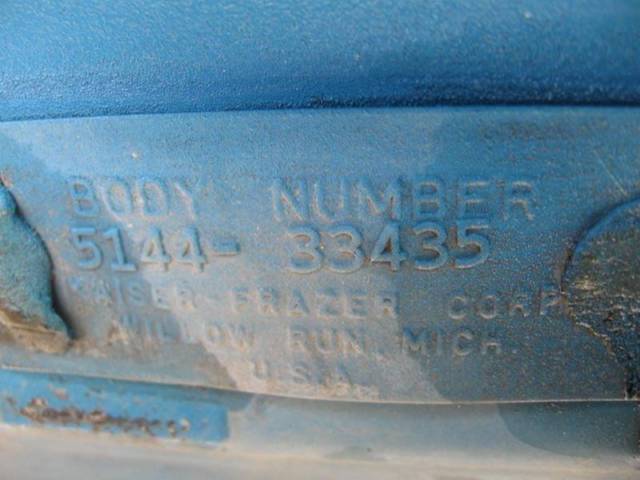 BODY NUMBER
5144- 33435
KAISER-FRAZER CORP
WILLOW RUN, MICH.
U.S.A.